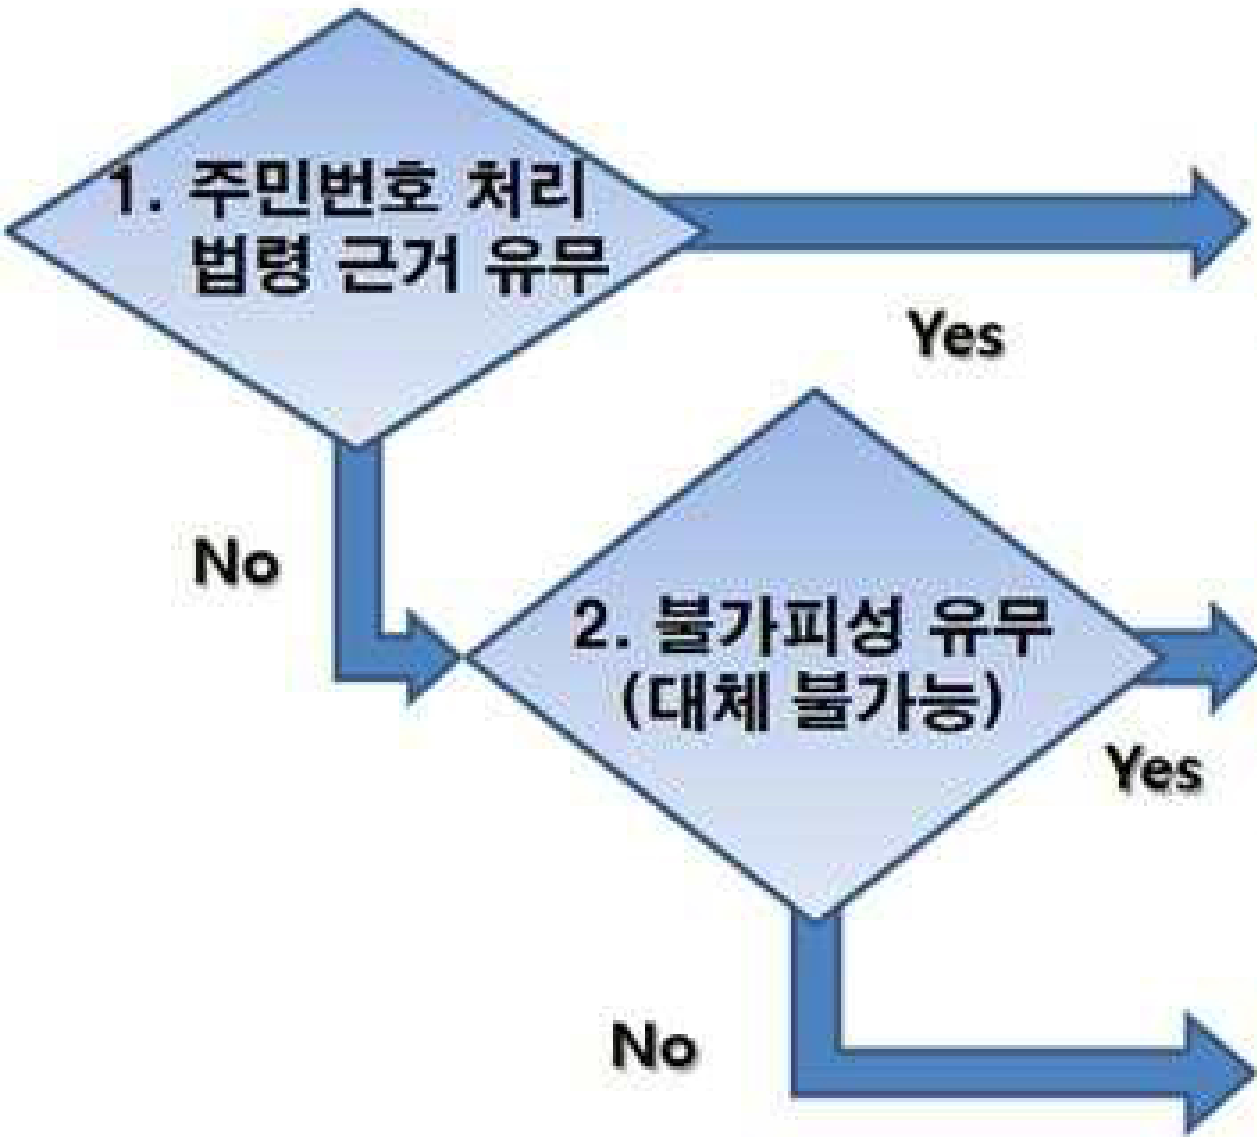 1. 주민번호 처리
법령 근거 유무
Yes
No
2. 불가피성 유무
(대체 불가능)
Yes
No